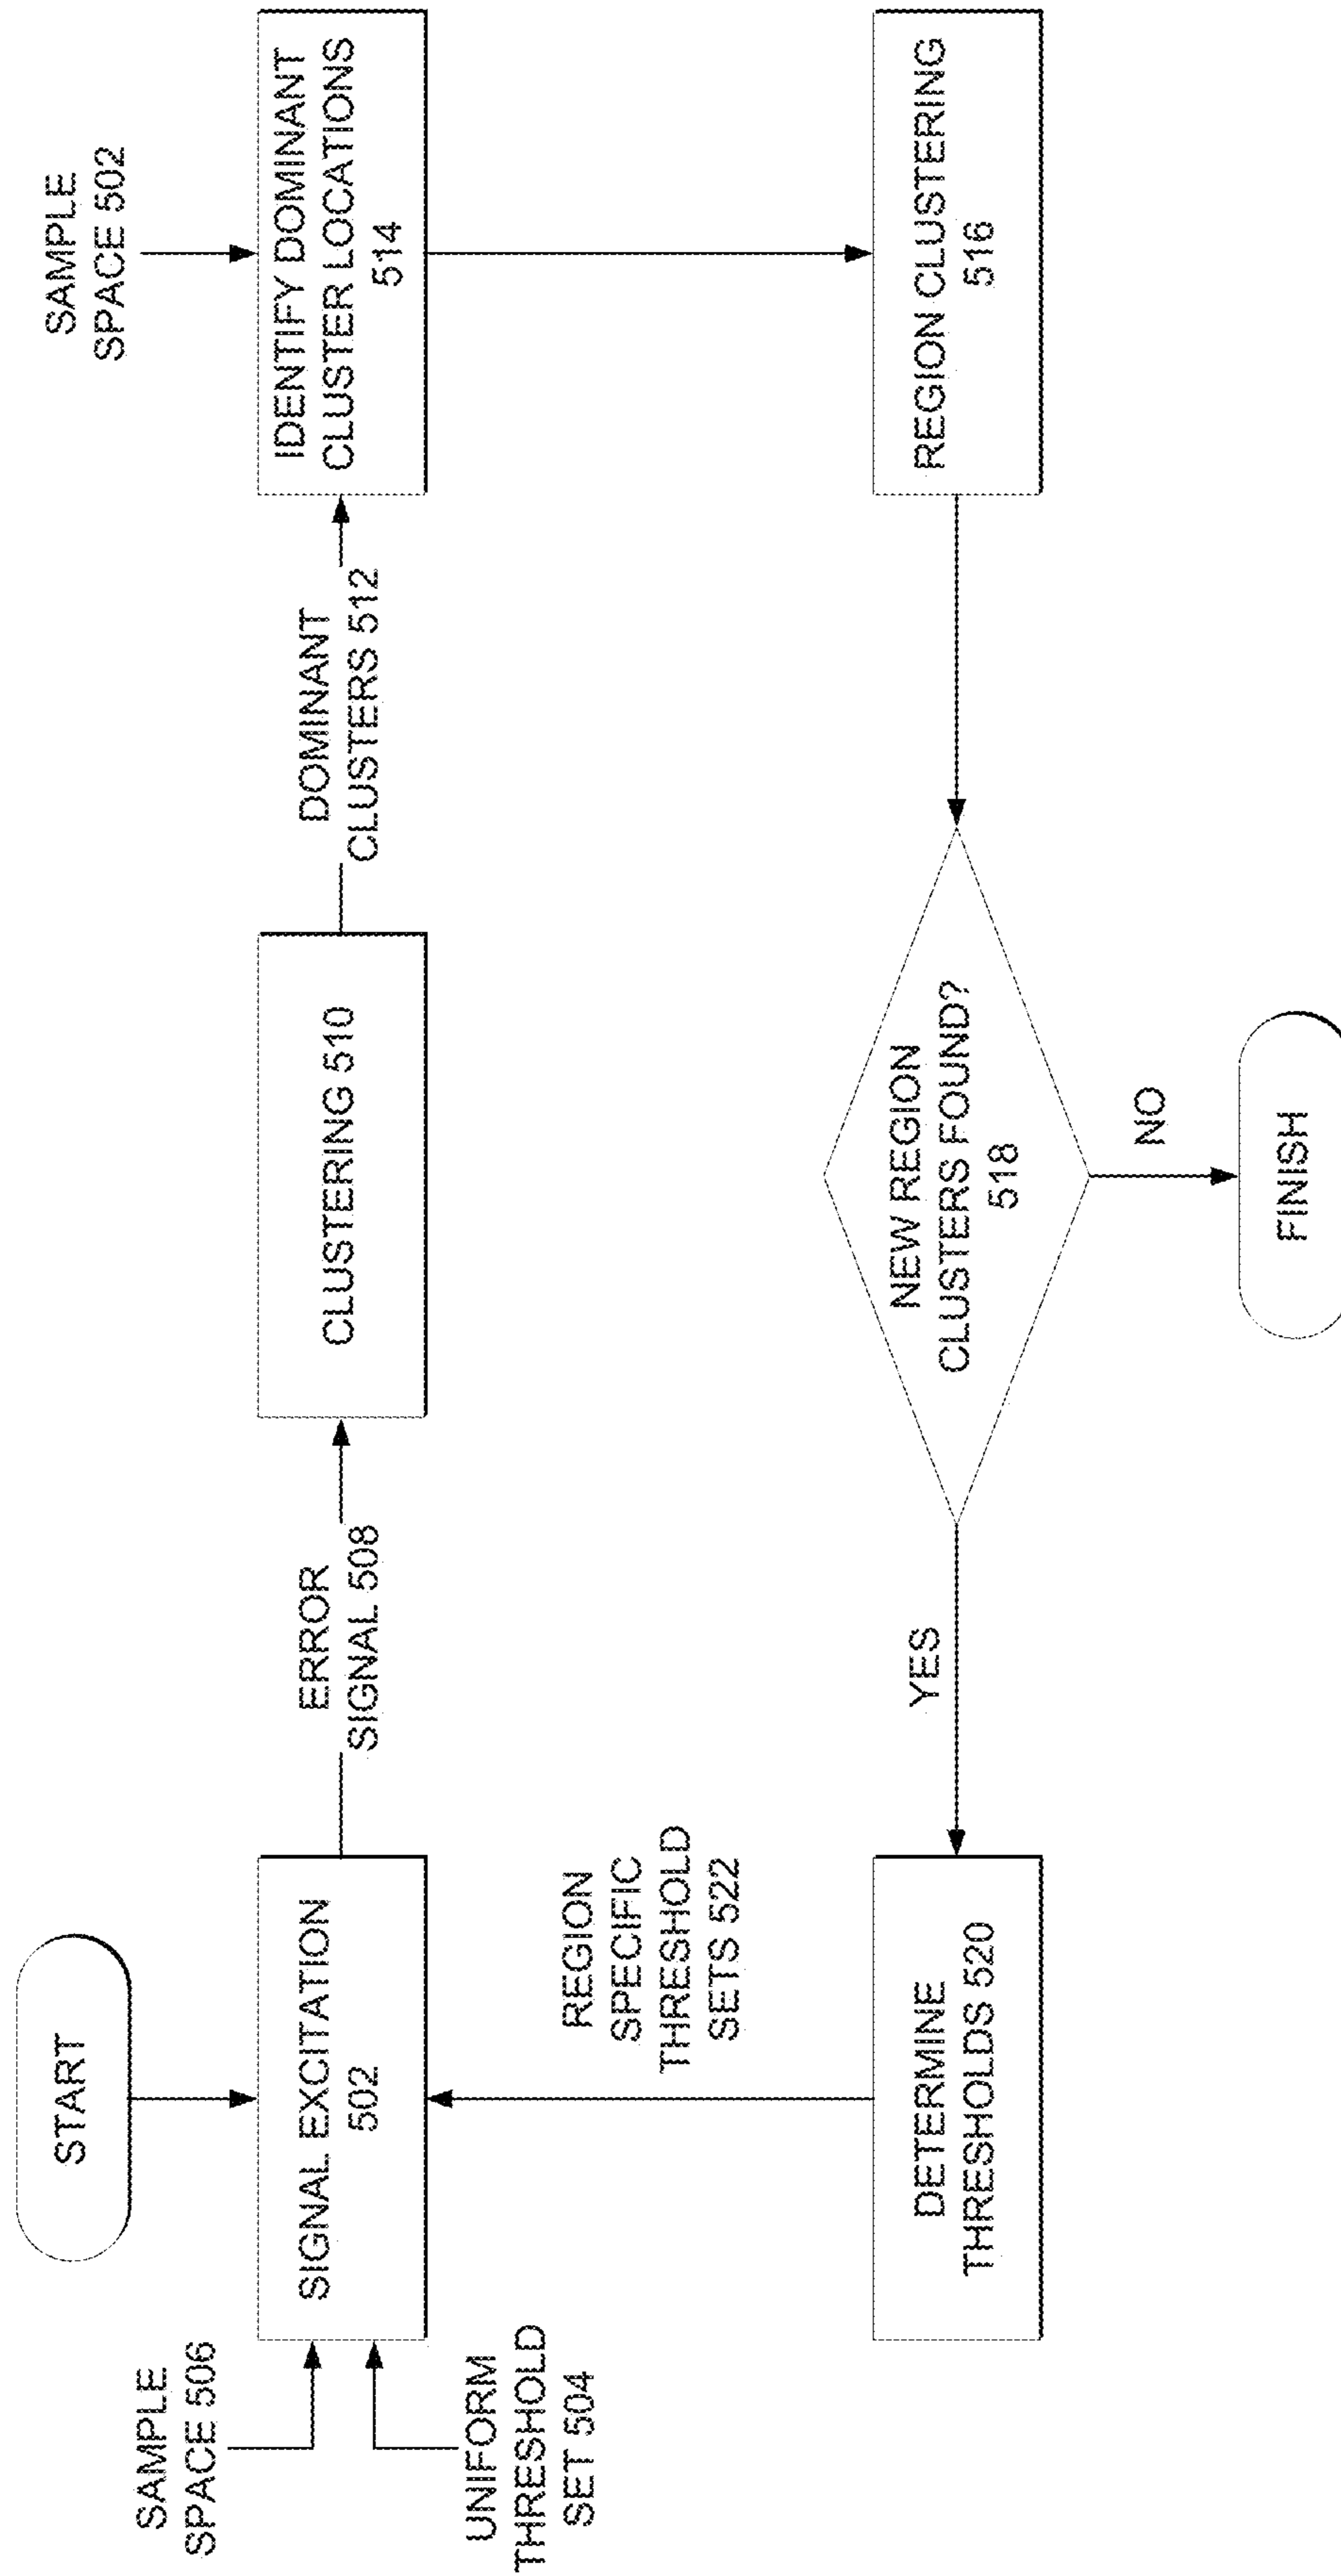 START
SAMPLE
SPACE 506
UNIFORM
THRESHOLD
SET 504
SIGNAL EXCITATION
502
ERROR
SIGNAL 508
CLUSTERING 510
DOMINANT
CLUSTERS 512
SAMPLE
SPACE 502
IDENTIFY DOMINANT
CLUSTER LOCATIONS
514
REGION CLUSTERING
516
NEW REGION
CLUSTERS FOUND?
518
NO
FINISH
YES
DETERMINE
THRESHOLDS 520
REGION
SPECIFIC
THRESHOLD
SETS 522